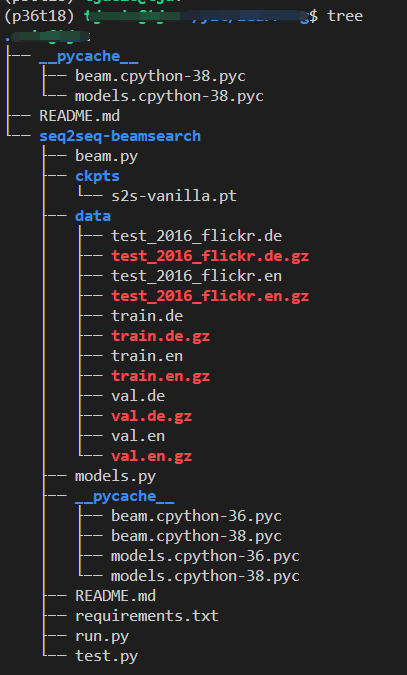 (p36t18) $ tree
.
├── __pycache__
│   ├── beam.cpython-38.pyc
│   └── models.cpython-38.pyc
├── README.md
└── seq2seq-beamsearch
    ├── beam.py
    ├── ckpts
    │   └── s2s-vanilla.pt
    ├── data
    │   ├── test_2016_flickr.de
    │   ├── test_2016_flickr.de.gz
    │   ├── test_2016_flickr.en
    │   ├── test_2016_flickr.en.gz
    │   ├── train.de
    │   ├── train.de.gz
    │   ├── train.en
    │   ├── train.en.gz
    │   ├── val.de
    │   ├── val.de.gz
    │   ├── val.en
    │   └── val.en.gz
    ├── models.py
    ├── __pycache__
    │   ├── beam.cpython-36.pyc
    │   ├── beam.cpython-38.pyc
    │   ├── models.cpython-36.pyc
    │   └── models.cpython-38.pyc
    ├── README.md
    ├── requirements.txt
    ├── run.py
    └── test.py